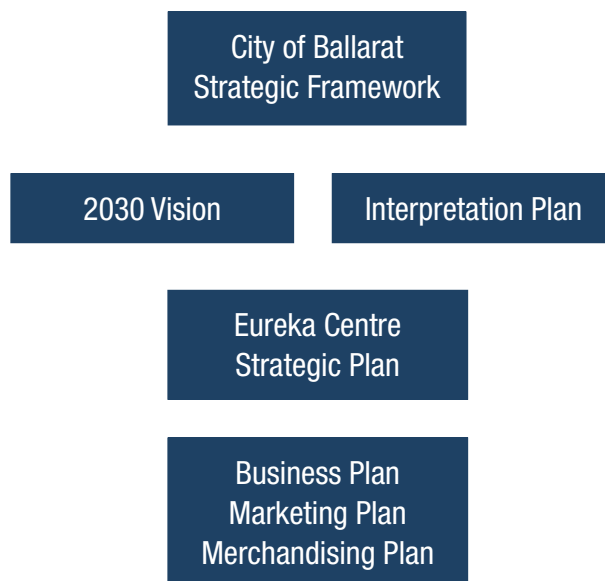 City of Ballarat
Strategic Framework
2030 Vision
Interpretation Plan
Eureka Centre
Strategic Plan
Business Plan
Marketing Plan
Merchandising Plan